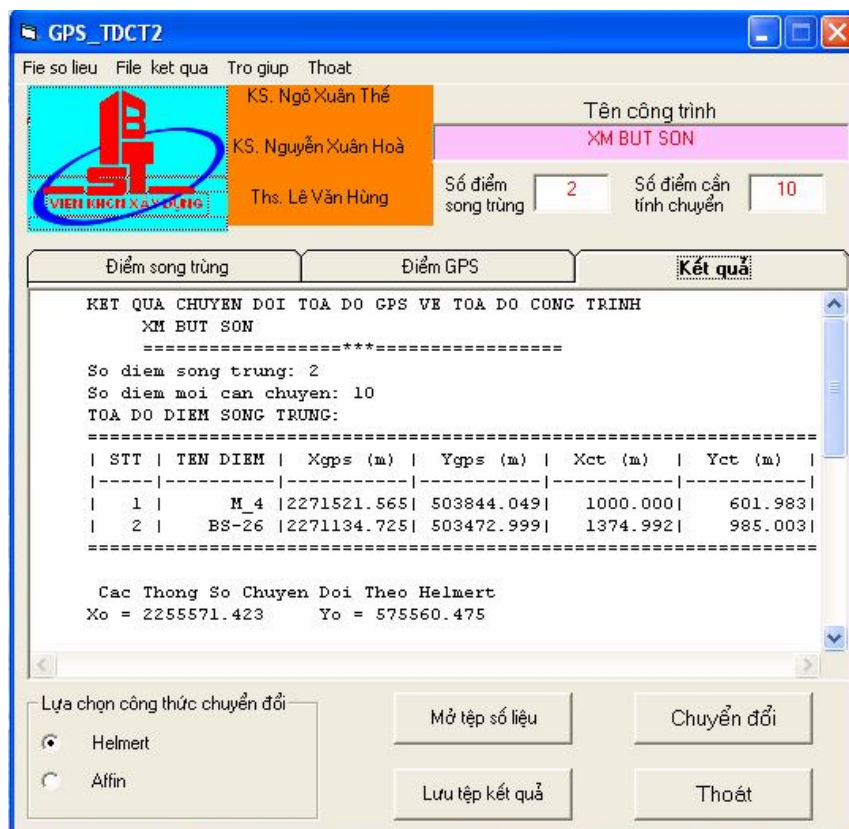 GPS_TDCT2
Fie so lieu File ket qua Tro giup Thoat
BT
ST
VIEN KHCN XAY DUNG
KS. Ngô Xuân Thế
KS. Nguyễn Xuân Hoà
Ths. Lê Văn Hùng
Tên công trình
XM BUT SON
Số điểm song trùng 2
Số điểm cần tính chuyển 10
Điểm song trùng Điểm GPS Kết quả
KET QUA CHUYEN DOI TOA DO GPS VE TOA DO CONG TRINH
XM BUT SON
==================***=================
So diem song trung: 2
So diem moi can chuyen: 10
TOA DO DIEM SONG TRUNG:
==================================================================
| STT | TEN DIEM | Xgps (m) | Ygps (m) | Xct (m) | Yct (m) |
|-----|----------|-----------|-----------|-----------|-----------|
| 1 | M_4 |2271521.565| 503844.049| 1000.000| 601.983|
| 2 | BS-26 |2271134.725| 503472.999| 1374.992| 985.003|
==================================================================
Cac Thong So Chuyen Doi Theo Helmert
Xo = 2255571.423 Yo = 575560.475
Lựa chọn công thức chuyển đổi
Helmert
Affin
Mở tệp số liệu
Chuyển đổi
Lưu tệp kết quả
Thoát